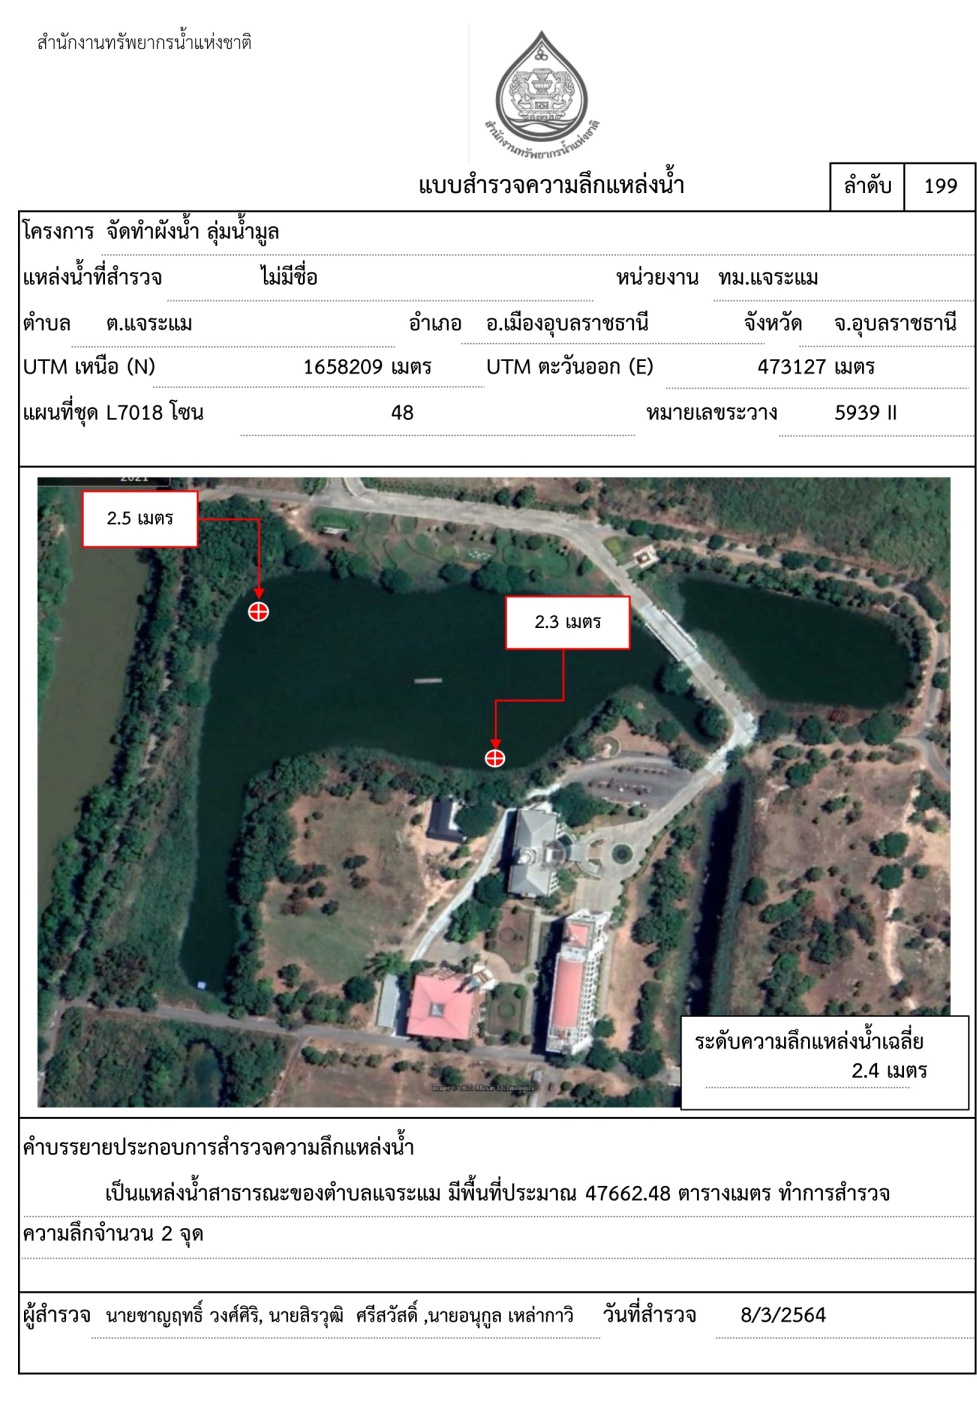 สำนักงานทรัพยากรน้ำแห่งชาติ
สำนักงานทรัพยากรน้ำแห่งชาติ
แบบสำรวจความลึกแหล่งน้ำ
ลำดับ 199
โครงการ จัดทำผังน้ำ ลุ่มน้ำมูล
แหล่งน้ำที่สำรวจ ไม่มีชื่อ หน่วยงาน ทม.แจระแม
ตำบล ต.แจระแม อำเภอ อ.เมืองอุบลราชธานี จังหวัด จ.อุบลราชธานี
UTM เหนือ (N) 1658209 เมตร UTM ตะวันออก (E) 473127 เมตร
แผนที่ชุด L7018 โซน 48 หมายเลขระวาง 5939 II
2021
2.5 เมตร
2.3 เมตร
ระดับความลึกแหล่งน้ำเฉลี่ย
2.4 เมตร
คำบรรยายประกอบการสำรวจความลึกแหล่งน้ำ
เป็นแหล่งน้ำสาธารณะของตำบลแจระแม มีพื้นที่ประมาณ 47662.48 ตารางเมตร ทำการสำรวจ
ความลึกจำนวน 2 จุด
ผู้สำรวจ นายชาญฤทธิ์ วงศ์ศิริ, นายสิรวุฒิ ศรีสวัสดิ์ ,นายอนุกูล เหล่ากาวิ วันที่สำรวจ 8/3/2564